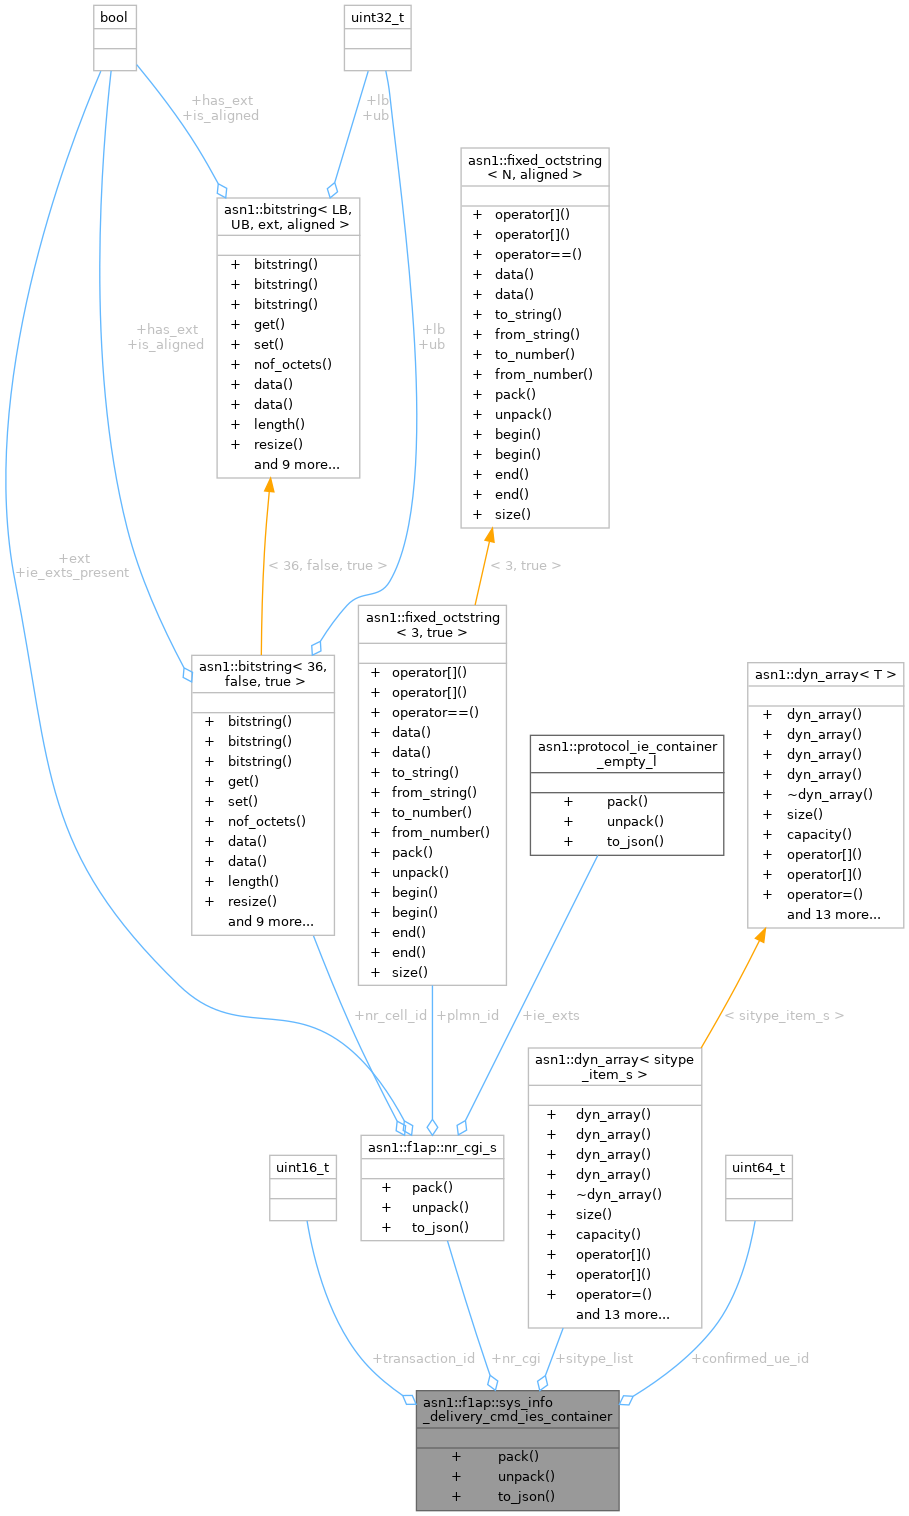 bool
uint32_t
+has_ext
+is_aligned
+lb
+ub
asn1::fixed_octstring
< N, aligned >
+ operator[]()
+ operator[]()
+ operator==()
+ data()
+ data()
+ to_string()
+ from_string()
+ to_number()
+ from_number()
+ pack()
+ unpack()
+ begin()
+ begin()
+ end()
+ end()
+ size()
asn1::bitstring< LB,
UB, ext, aligned >
+ bitstring()
+ bitstring()
+ bitstring()
+ get()
+ set()
+ nof_octets()
+ data()
+ data()
+ length()
+ resize()
and 9 more...
+has_ext
+is_aligned
+lb
+ub
+ext
+ie_exts_present
< 36, false, true >
< 3, true >
asn1::bitstring< 36,
false, true >
+ bitstring()
+ bitstring()
+ bitstring()
+ get()
+ set()
+ nof_octets()
+ data()
+ data()
+ length()
+ resize()
and 9 more...
asn1::fixed_octstring
< 3, true >
+ operator[]()
+ operator[]()
+ operator==()
+ data()
+ data()
+ to_string()
+ from_string()
+ to_number()
+ from_number()
+ pack()
+ unpack()
+ begin()
+ begin()
+ end()
+ end()
+ size()
asn1::protocol_ie_container
_empty_l
+ pack()
+ unpack()
+ to_json()
asn1::dyn_array< T >
+ dyn_array()
+ dyn_array()
+ dyn_array()
+ dyn_array()
+ ~dyn_array()
+ size()
+ capacity()
+ operator[]()
+ operator[]()
+ operator=()
and 13 more...
+nr_cell_id
+plmn_id
+ie_exts
< sitype_item_s >
asn1::dyn_array< sitype
_item_s >
+ dyn_array()
+ dyn_array()
+ dyn_array()
+ dyn_array()
+ ~dyn_array()
+ size()
+ capacity()
+ operator[]()
+ operator[]()
+ operator=()
and 13 more...
asn1::f1ap::nr_cgi_s
+ pack()
+ unpack()
+ to_json()
uint16_t
uint64_t
+transaction_id
+nr_cgi
+sitype_list
+confirmed_ue_id
asn1::f1ap::sys_info
_delivery_cmd_ies_container
+ pack()
+ unpack()
+ to_json()